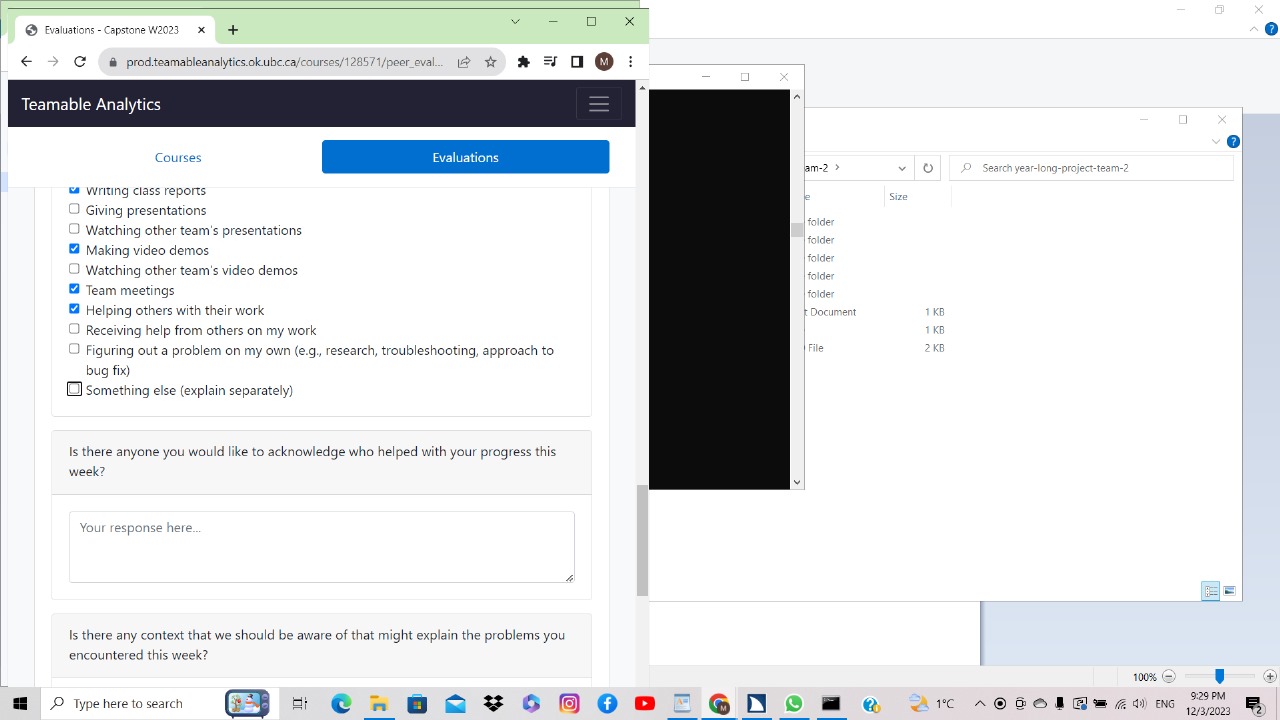 Evaluations - Capstone W2023
prod.teamableanalytics.ok.ubc.ca/courses/128571/peer_eval...
M
Teamable Analytics
Courses
Evaluations
Writing class reports
Giving presentations
Watching other team's presentations
Making video demos
Watching other team's video demos
Team meetings
Helping others with their work
Receiving help from others on my work
Figuring out a problem on my own (e.g., research, troubleshooting, approach to
bug fix)
Something else (explain separately)
Is there anyone you would like to acknowledge who helped with your progress this
week?
Your response here...
Is there any context that we should be aware of that might explain the problems you
encountered this week?
am-2
Search year-long-project-team-2
e
Size
folder
folder
folder
folder
folder
t Document 1 KB
1 KB
File 2 KB
100%
Type here to search
ENG
9:29 PM
12/3/2023
2